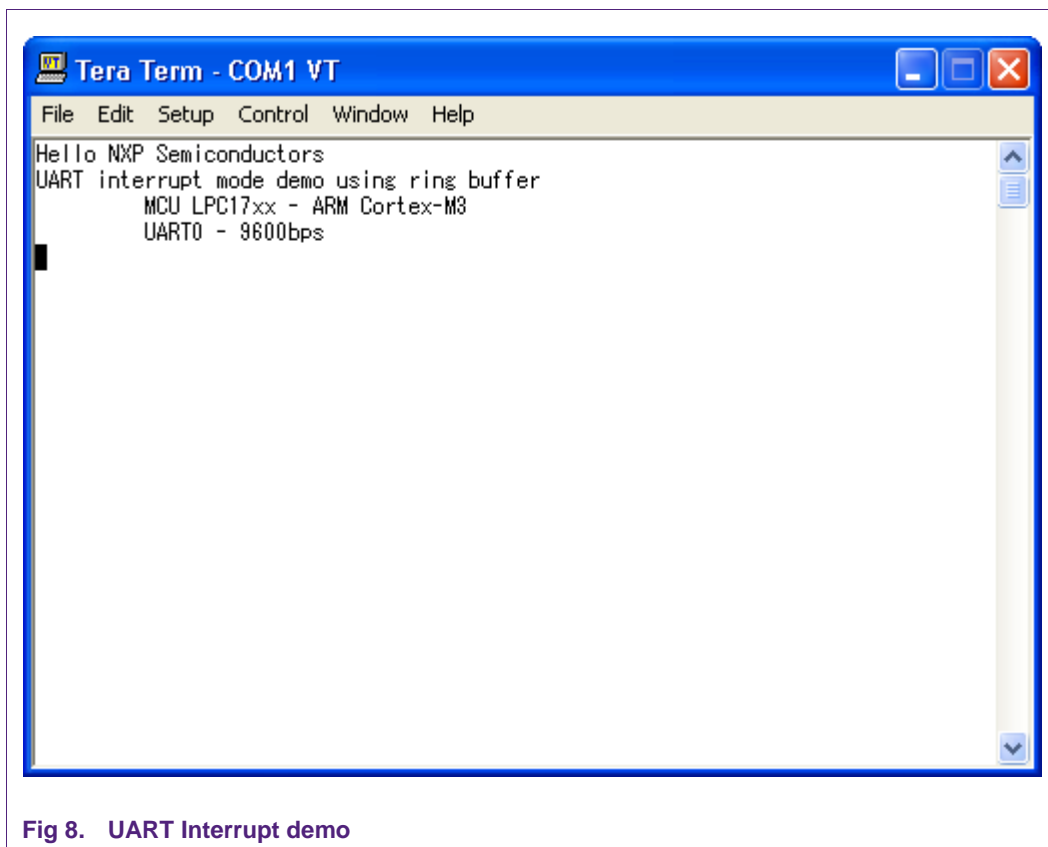 Tera Term - COM1 VT
File Edit Setup Control Window Help
Hello NXP Semiconductors
UART interrupt mode demo using ring buffer
MCU LPC17xx - ARM Cortex-M3
UART0 - 9600bps
Fig 8. UART Interrupt demo